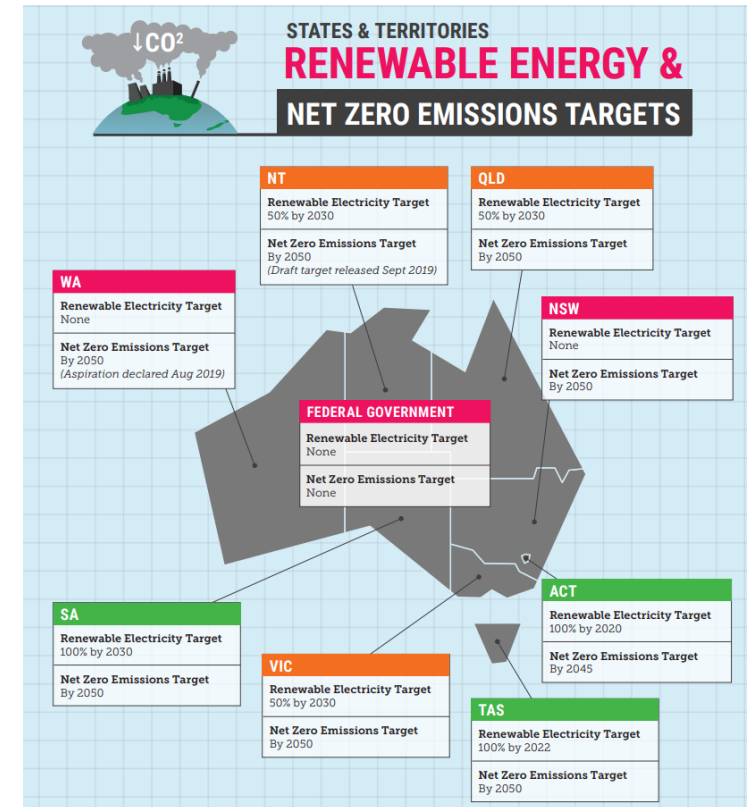 ↓CO²
STATES & TERRITORIES
RENEWABLE ENERGY &
NET ZERO EMISSIONS TARGETS
NT
Renewable Electricity Target
50% by 2030
Net Zero Emissions Target
By 2050
(Draft target released Sept 2019)
QLD
Renewable Electricity Target
50% by 2030
Net Zero Emissions Target
By 2050
WA
Renewable Electricity Target
None
Net Zero Emissions Target
By 2050
(Aspiration declared Aug 2019)
NSW
Renewable Electricity Target
None
Net Zero Emissions Target
By 2050
FEDERAL GOVERNMENT
Renewable Electricity Target
None
Net Zero Emissions Target
None
SA
Renewable Electricity Target
100% by 2030
Net Zero Emissions Target
By 2050
VIC
Renewable Electricity Target
50% by 2030
Net Zero Emissions Target
By 2050
ACT
Renewable Electricity Target
100% by 2020
Net Zero Emissions Target
By 2045
TAS
Renewable Electricity Target
100% by 2022
Net Zero Emissions Target
By 2050